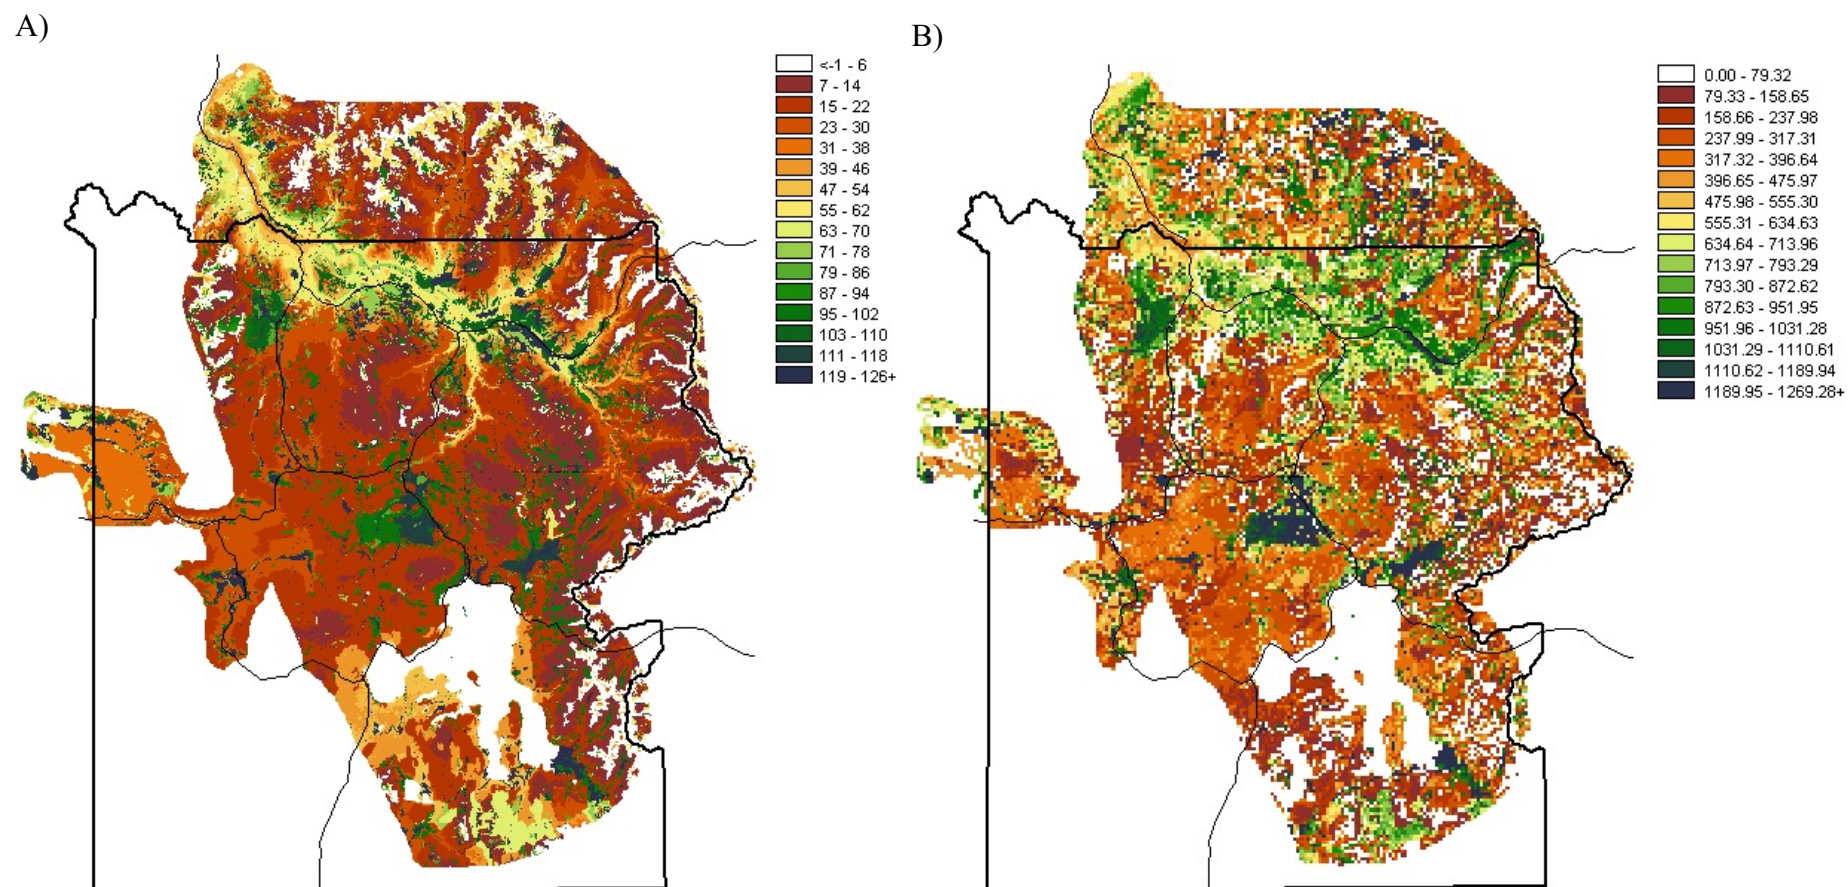 A)
<-1 - 6
7 - 14
15 - 22
23 - 30
31 - 38
39 - 46
47 - 54
55 - 62
63 - 70
71 - 78
79 - 86
87 - 94
95 - 102
103 - 110
111 - 118
119 - 126+
B)
0.00 - 79.32
79.33 - 158.65
158.66 - 237.98
237.99 - 317.31
317.32 - 396.64
396.65 - 475.97
475.98 - 555.30
555.31 - 634.63
634.64 - 713.96
713.97 - 793.29
793.30 - 872.62
872.63 - 951.95
951.96 - 1031.28
1031.29 - 1110.61
1110.62 - 1189.94
1189.95 - 1269.28+